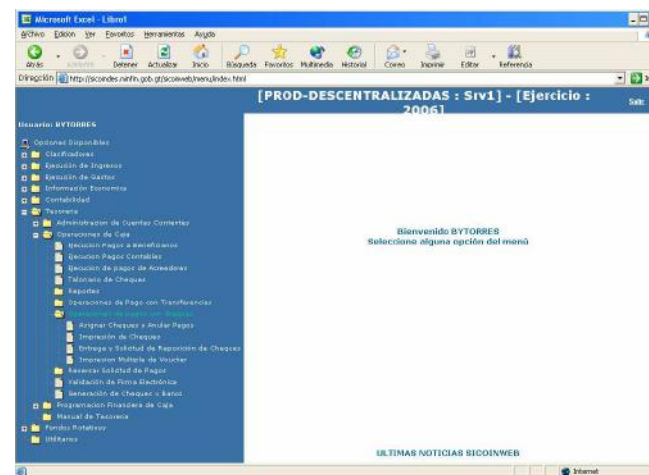 Microsoft Excel - Libro1
Archivo Edición Ver Favoritos Herramientas Ayuda
Atrás Detener Actualizar Inicio Búsqueda Favoritos Multimedia Historial Correo Imprimir Editar Referencia
Dirección http://sicoindes.minfin.gob.gt/sicoinweb/menu/index.html
[PROD-DESCENTRALIZADAS : Srv1] - [Ejercicio : 2006]
Salir
Usuario: BYTORRES
Opciones Disponibles
Clasificadores
Ejecución de Ingresos
Ejecución de Gastos
Información Economica
Contabilidad
Tesoreria
Administracion de Cuentas Corrientes
Operaciones de Caja
Ejecucion Pagos a Beneficiarios
Ejecucion Pagos Contables
Ejecucion de pagos de Acreedores
Talonario de Cheques
Reportes
Operaciones de Pago con Transferencias
Operaciones de Pagos con Cheques
Asignar Cheques y Anular Pagos
Impresión de Cheques
Entrega y Solicitud de Reposición de Cheques
Impresion Multiple de Voucher
Reversar Solicitud de Pagos
Validación de Firma Electrónica
Generación de Cheques y Banco
Programacion Financiera de Caja
Manual de Tesoreria
Fondos Rotativos
Utilitarios
Bienvenido BYTORRES
Seleccione alguna opción del menú
ULTIMAS NOTICIAS SICOINWEB
Internet